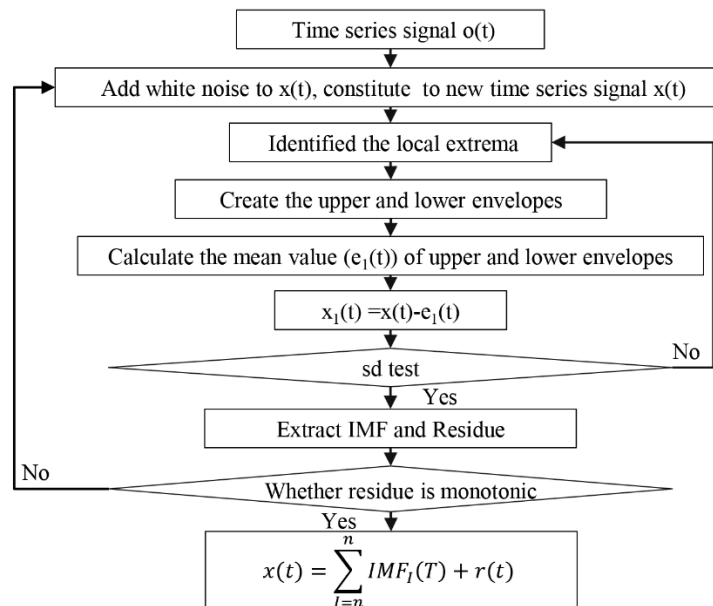 Time series signal o(t)
Add white noise to x(t), constitute to new time series signal x(t)
Identified the local extrema
Create the upper and lower envelopes
Calculate the mean value (e₁(t)) of upper and lower envelopes
x₁(t) =x(t)-e₁(t)
sd test
No
Yes
Extract IMF and Residue
No
Whether residue is monotonic
Yes
n
x(t) = ∑ IMF_I(T) + r(t)
I=n